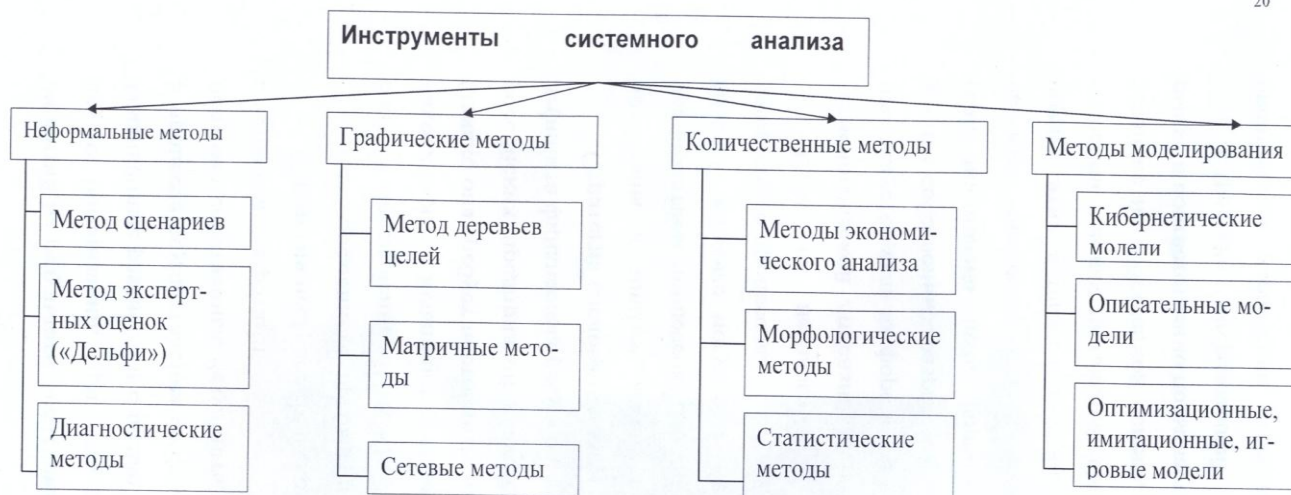 20
Инструменты системного анализа
Неформальные методы
Метод сценариев
Метод эксперт-
ных оценок
(«Дельфи»)
Диагностические
методы
Графические методы
Метод деревьев
целей
Матричные мето-
ды
Сетевые методы
Количественные методы
Методы экономи-
ческого анализа
Морфологические
методы
Статистические
методы
Методы моделирования
Кибернетические
модели
Описательные мо-
дели
Оптимизационные,
имитационные, иг-
ровые модели